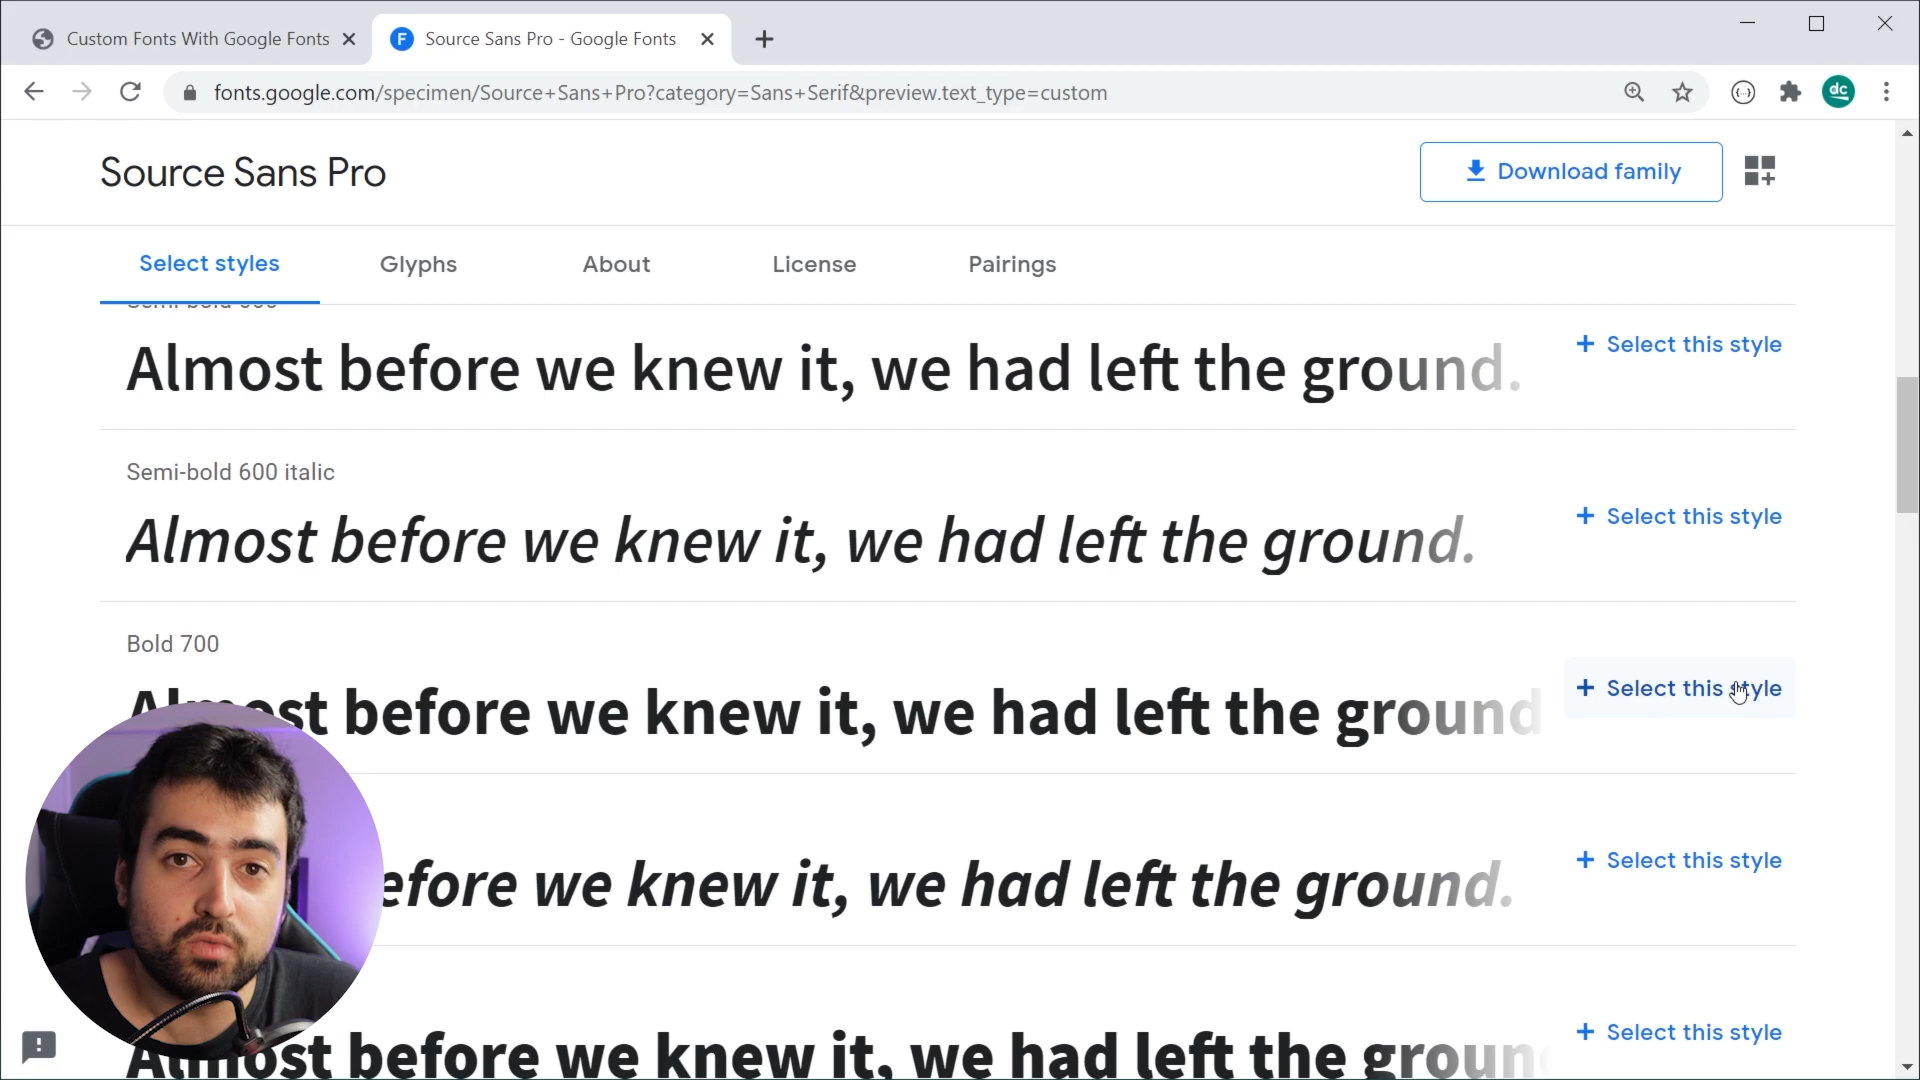 Custom Fonts With Google Fonts
Source Sans Pro - Google Fonts
fonts.google.com/specimen/Source+Sans+Pro?category=Sans+Serif&preview.text_type=custom
dc
Source Sans Pro
Download family
Select styles
Glyphs
About
License
Pairings
Almost before we knew it, we had left the ground.
+ Select this style
Semi-bold 600 italic
Almost before we knew it, we had left the ground.
+ Select this style
Bold 700
Almost before we knew it, we had left the ground
+ Select this style
before we knew it, we had left the ground.
+ Select this style
Almost before we knew it, we had left the groun
+ Select this style